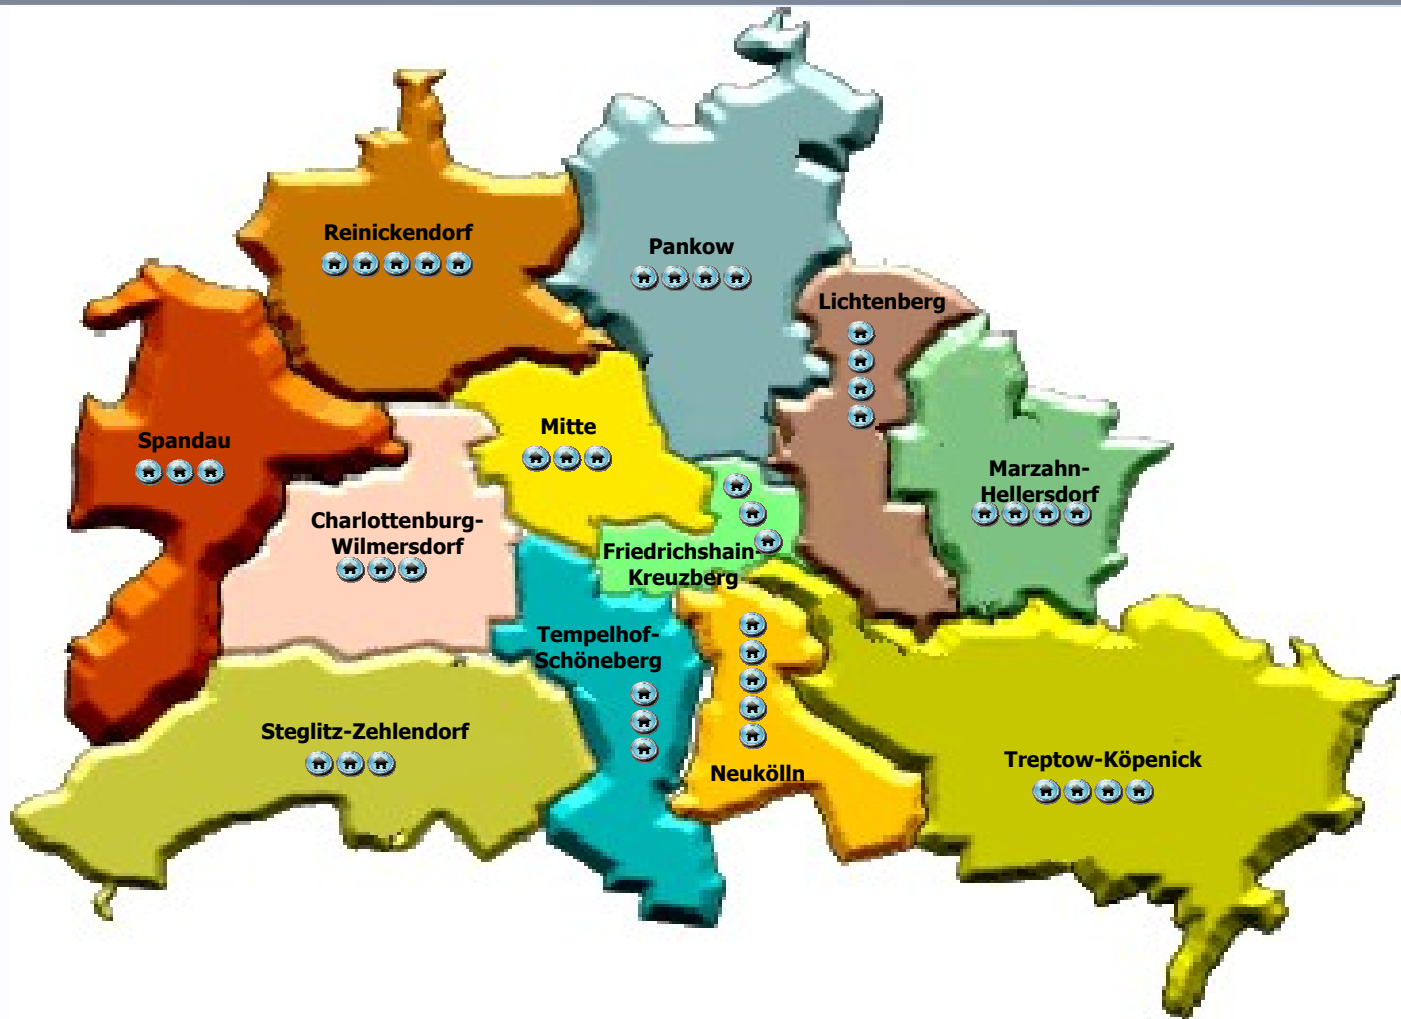 Reinickendorf
Pankow
Lichtenberg
Spandau
Mitte
Marzahn-
Hellersdorf
Charlottenburg-
Wilmersdorf
Friedrichshain-
Kreuzberg
Tempelhof-
Schöneberg
Steglitz-Zehlendorf
Neukölln
Treptow-Köpenick